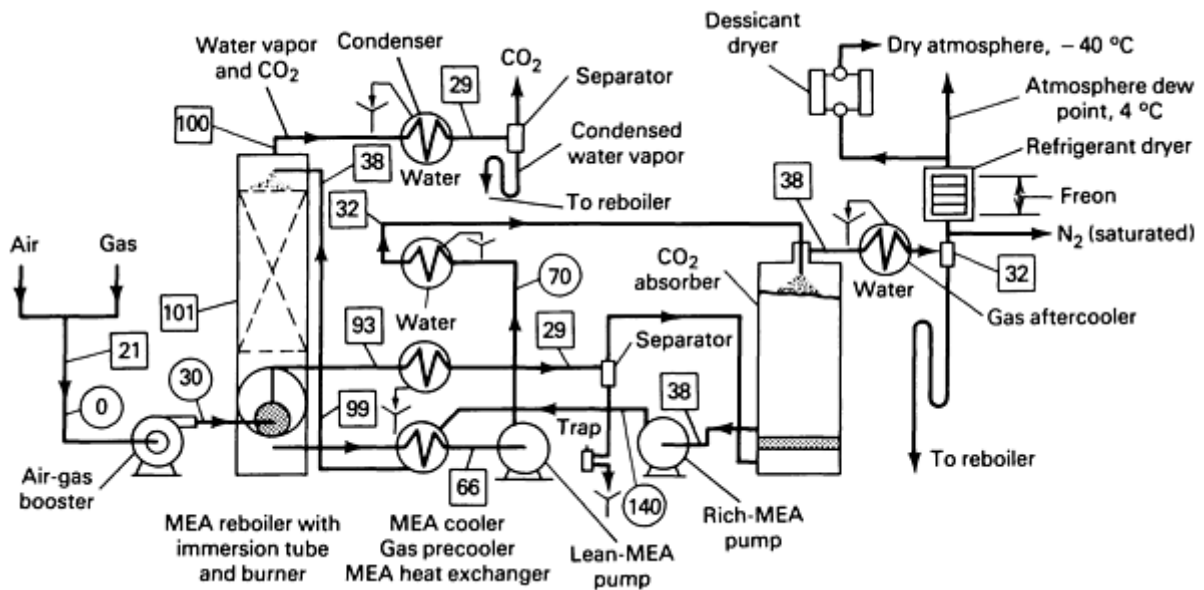 Water vapor
and CO₂
Condenser
CO₂
29
Separator
Condensed
water vapor
To reboiler
100
38
Water
32
Dessicant
dryer
Dry atmosphere, − 40 °C
Atmosphere dew
point, 4 °C
Refrigerant dryer
Freon
N₂ (saturated)
38
32
Water
Gas aftercooler
CO₂
absorber
Air
Gas
21
0
30
Air-gas
booster
101
93
Water
70
29
Separator
99
66
Trap
140
38
Rich-MEA
pump
To reboiler
MEA reboiler with
immersion tube
and burner
MEA cooler
Gas precooler
MEA heat exchanger
Lean-MEA
pump